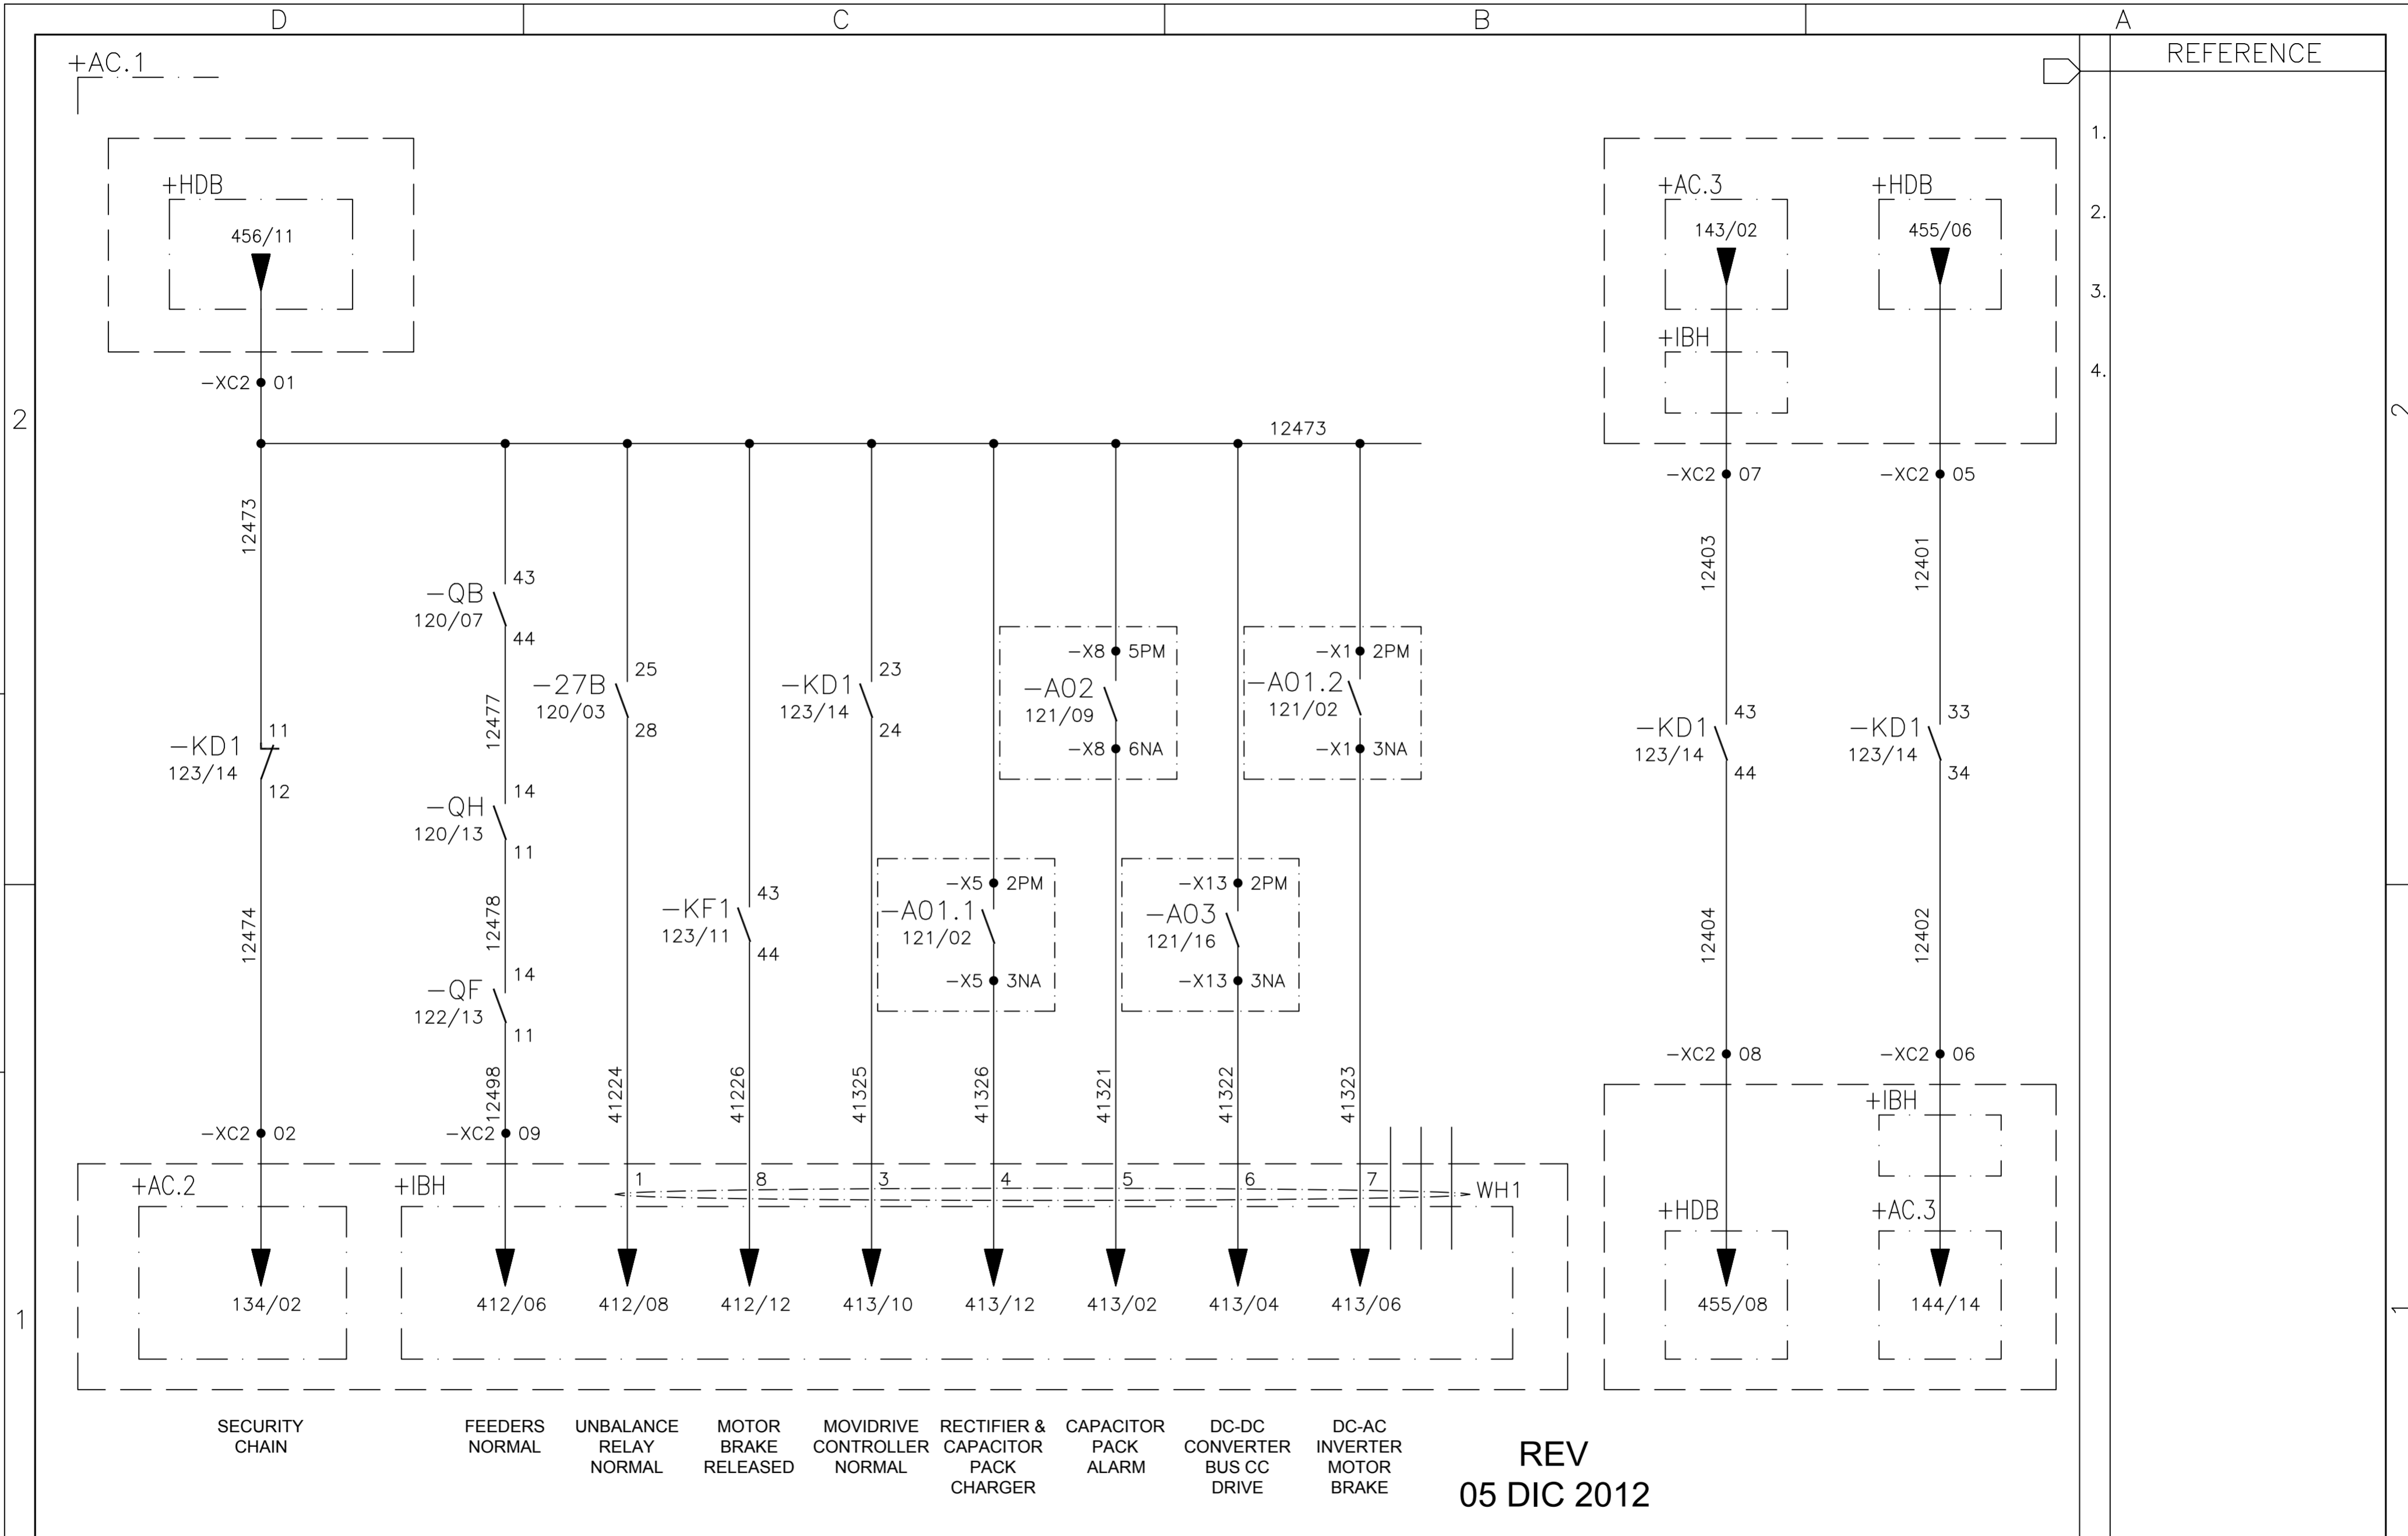 D
C
B
A
REFERENCE
+AC.1
1.
2.
3.
4.
2
2
+HDB
456/11
-XC2 01
+AC.3
143/02
+HDB
455/06
+IBH
12473
-XC2 07
-XC2 05
12473
12403
12401
-QB
120/07
43
44
12477
-27B
120/03
25
28
-KD1
123/14
23
24
-X8 5PM
-A02
121/09
-X8 6NA
-X1 2PM
-A01.2
121/02
-X1 3NA
-KD1
123/14
11
12
-KD1
123/14
43
44
-KD1
123/14
33
34
-QH
120/13
14
11
12474
12478
-KF1
123/11
43
44
-X5 2PM
-A01.1
121/02
-X5 3NA
-X13 2PM
-A03
121/16
-X13 3NA
12404
12402
-QF
122/13
14
11
12498
41224
41226
41325
41326
41321
41322
41323
-XC2 08
-XC2 06
-XC2 02
-XC2 09
+AC.2
+IBH
1
8
3
4
5
6
7
WH1
+IBH
+HDB
+AC.3
1
1
134/02
412/06
412/08
412/12
413/10
413/12
413/02
413/04
413/06
455/08
144/14
SECURITY
CHAIN
FEEDERS
NORMAL
UNBALANCE
RELAY
NORMAL
MOTOR
BRAKE
RELEASED
MOVIDRIVE
CONTROLLER
NORMAL
RECTIFIER &
CAPACITOR
PACK
CHARGER
CAPACITOR
PACK
ALARM
DC-DC
CONVERTER
BUS CC
DRIVE
DC-AC
INVERTER
MOTOR
BRAKE
REV
05 DIC 2012